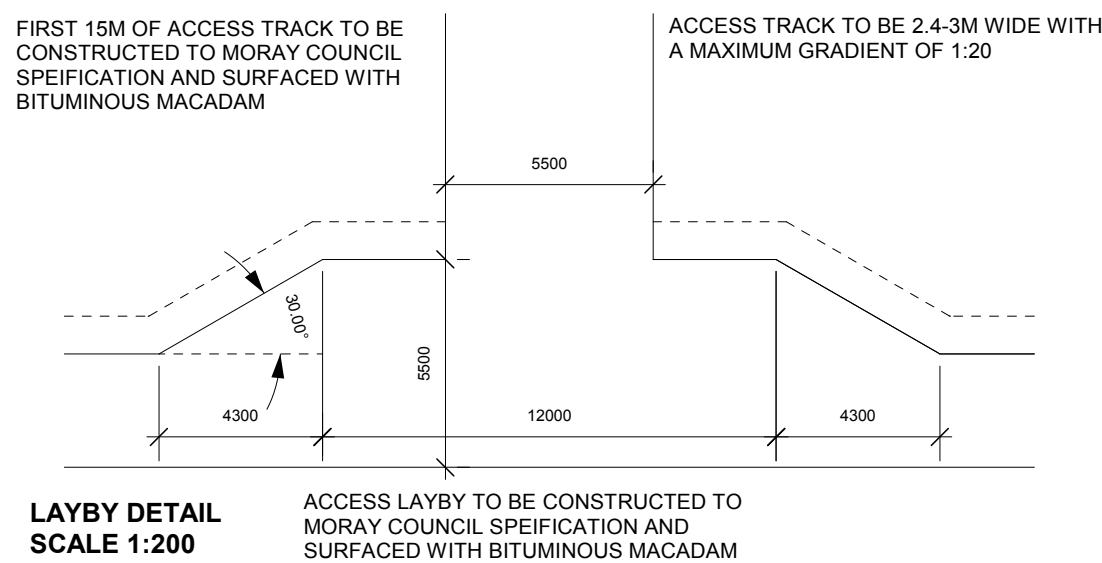 FIRST 15M OF ACCESS TRACK TO BE
CONSTRUCTED TO MORAY COUNCIL
SPEIFICATION AND SURFACED WITH
BITUMINOUS MACADAM
ACCESS TRACK TO BE 2.4-3M WIDE WITH
A MAXIMUM GRADIENT OF 1:20
5500
30.00°
5500
4300
12000
4300
LAYBY DETAIL
SCALE 1:200
ACCESS LAYBY TO BE CONSTRUCTED TO
MORAY COUNCIL SPEIFICATION AND
SURFACED WITH BITUMINOUS MACADAM